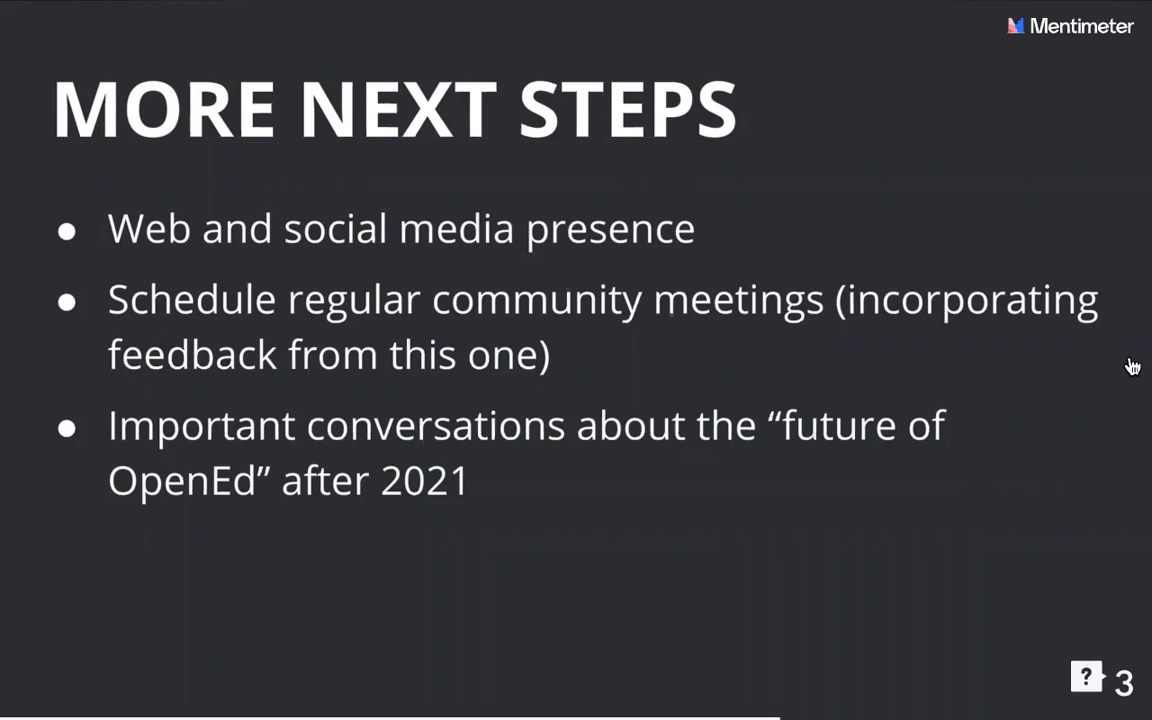 Mentimeter
MORE NEXT STEPS
● Web and social media presence
● Schedule regular community meetings (incorporating
feedback from this one)
● Important conversations about the “future of
OpenEd” after 2021
? 3